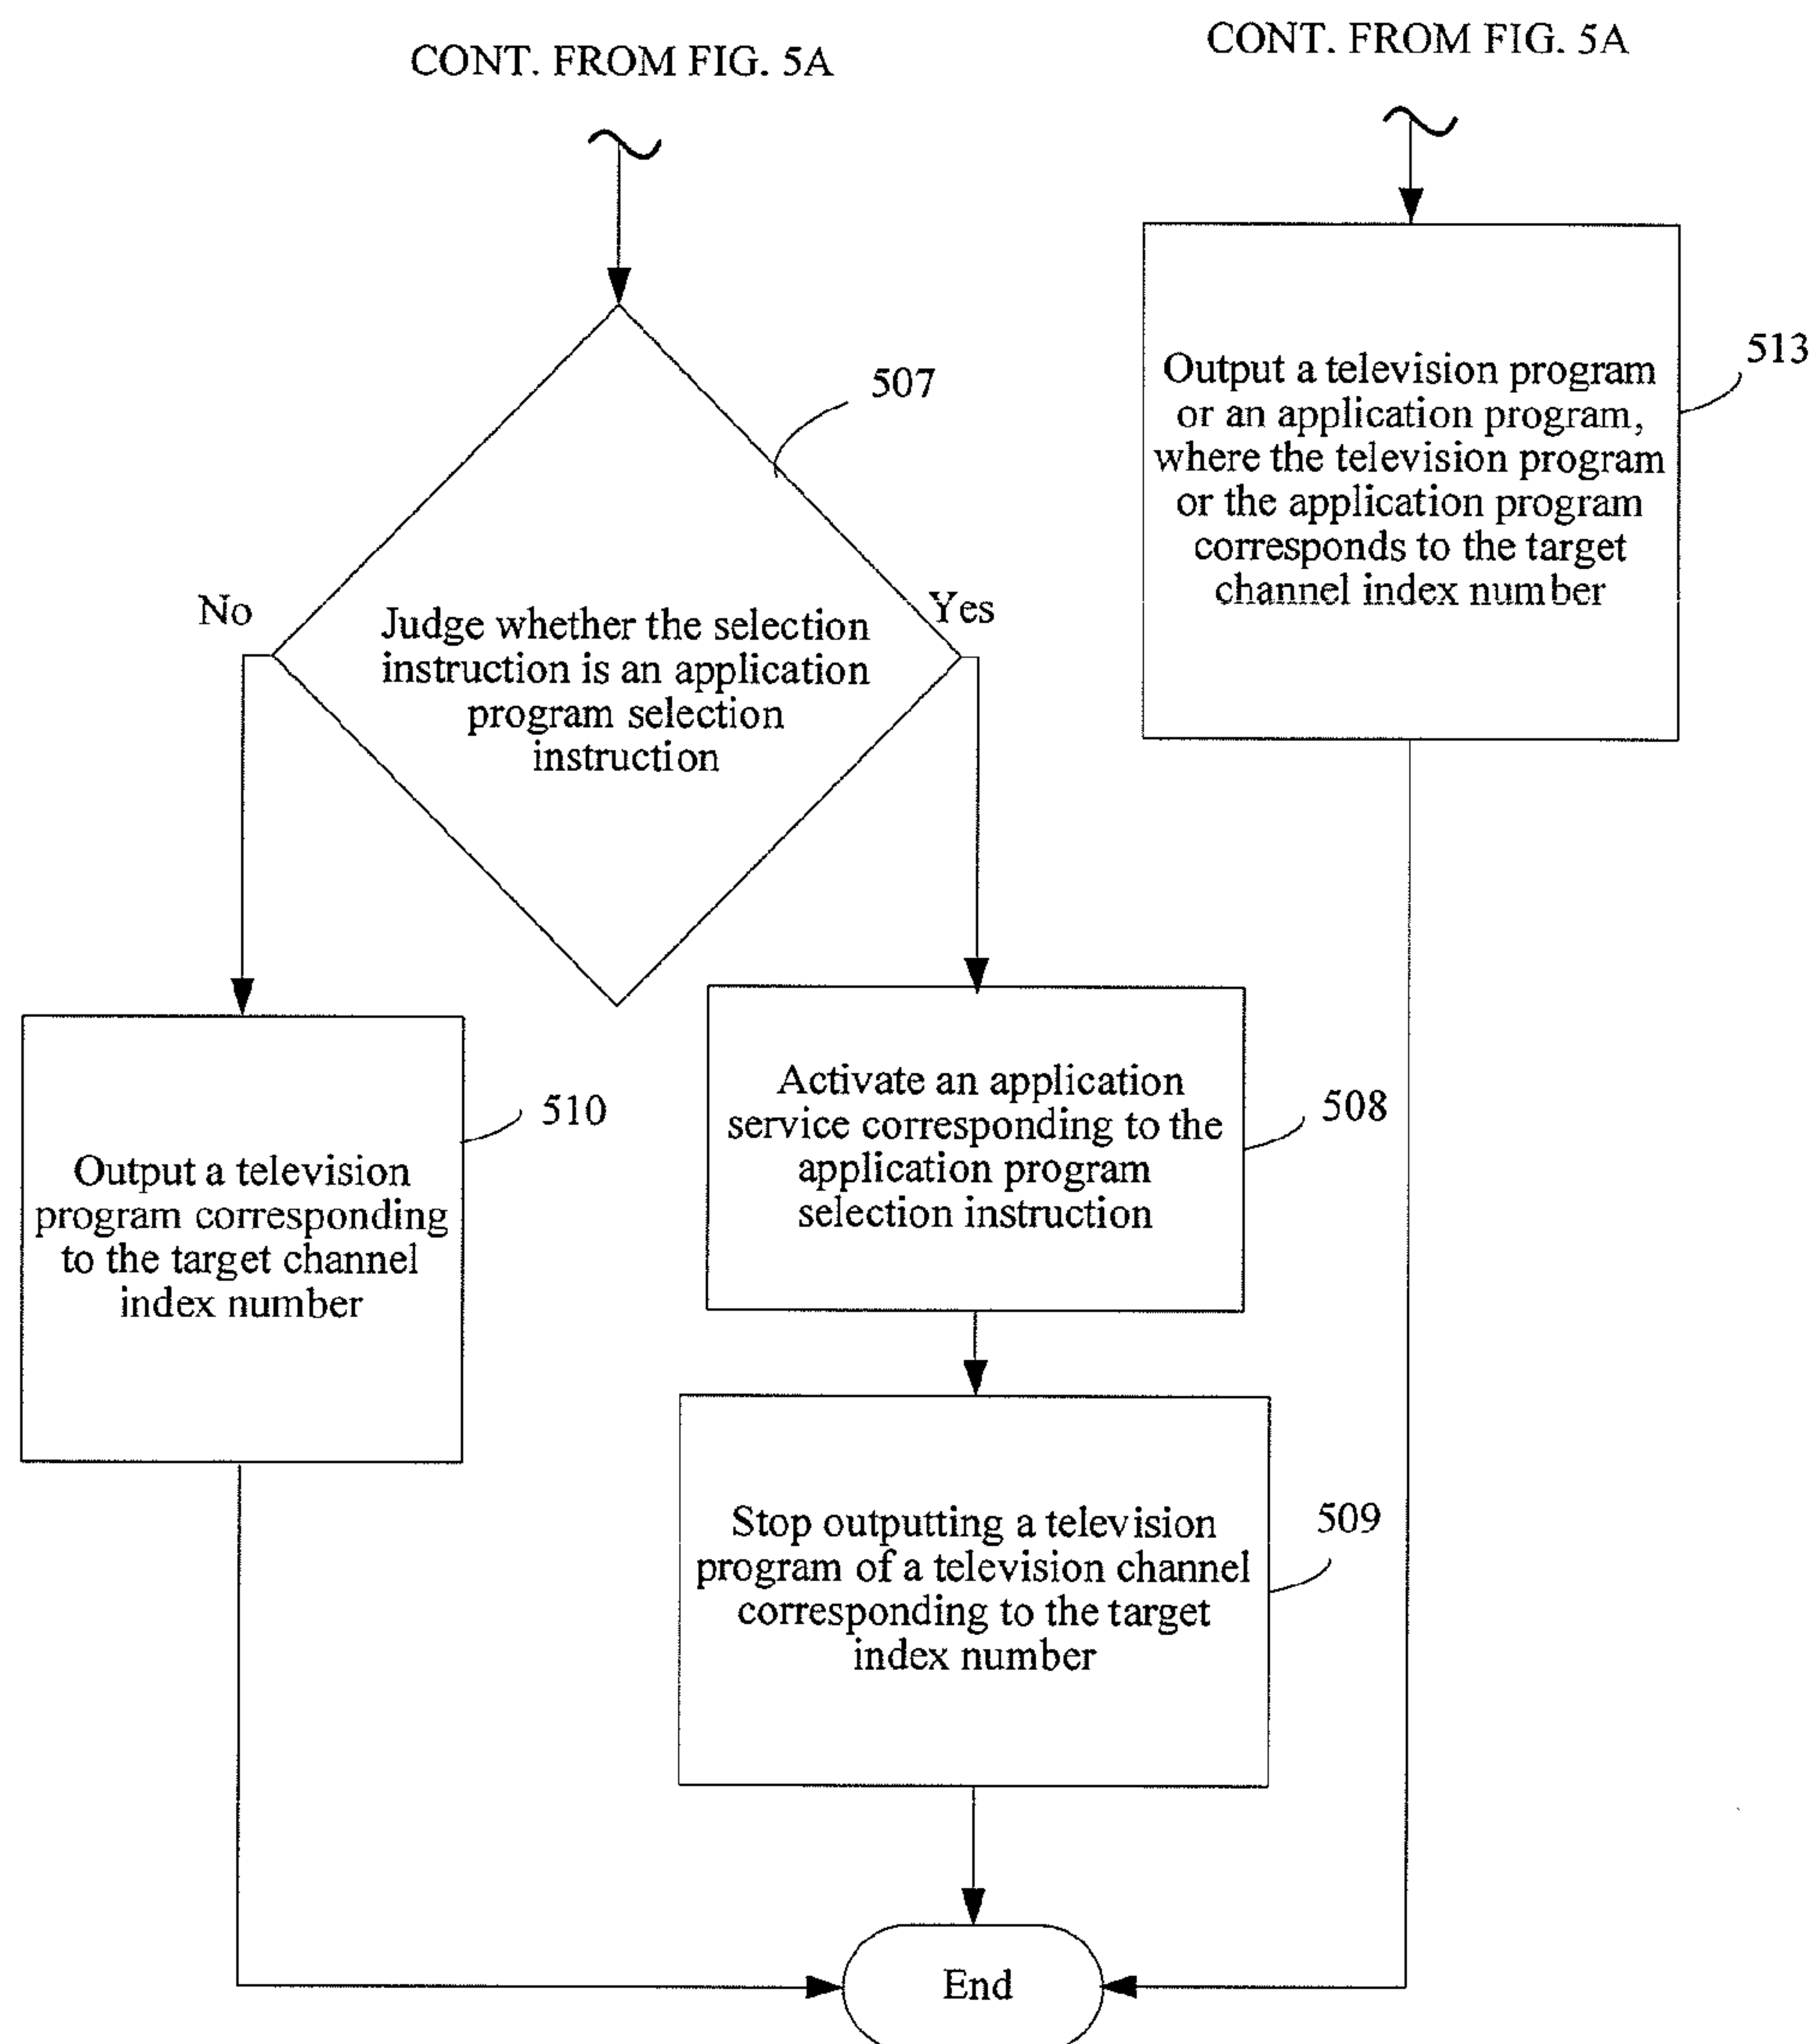 CONT. FROM FIG. 5A
CONT. FROM FIG. 5A
507
No
Yes
Judge whether the selection
instruction is an application
program selection
instruction
Output a television program
or an application program,
where the television program
or the application program
corresponds to the target
channel index number
513
Output a television
program corresponding
to the target channel
index number
510
Activate an application
service corresponding to the
application program
selection instruction
508
Stop outputting a television
program of a television channel
corresponding to the target
index number
509
End